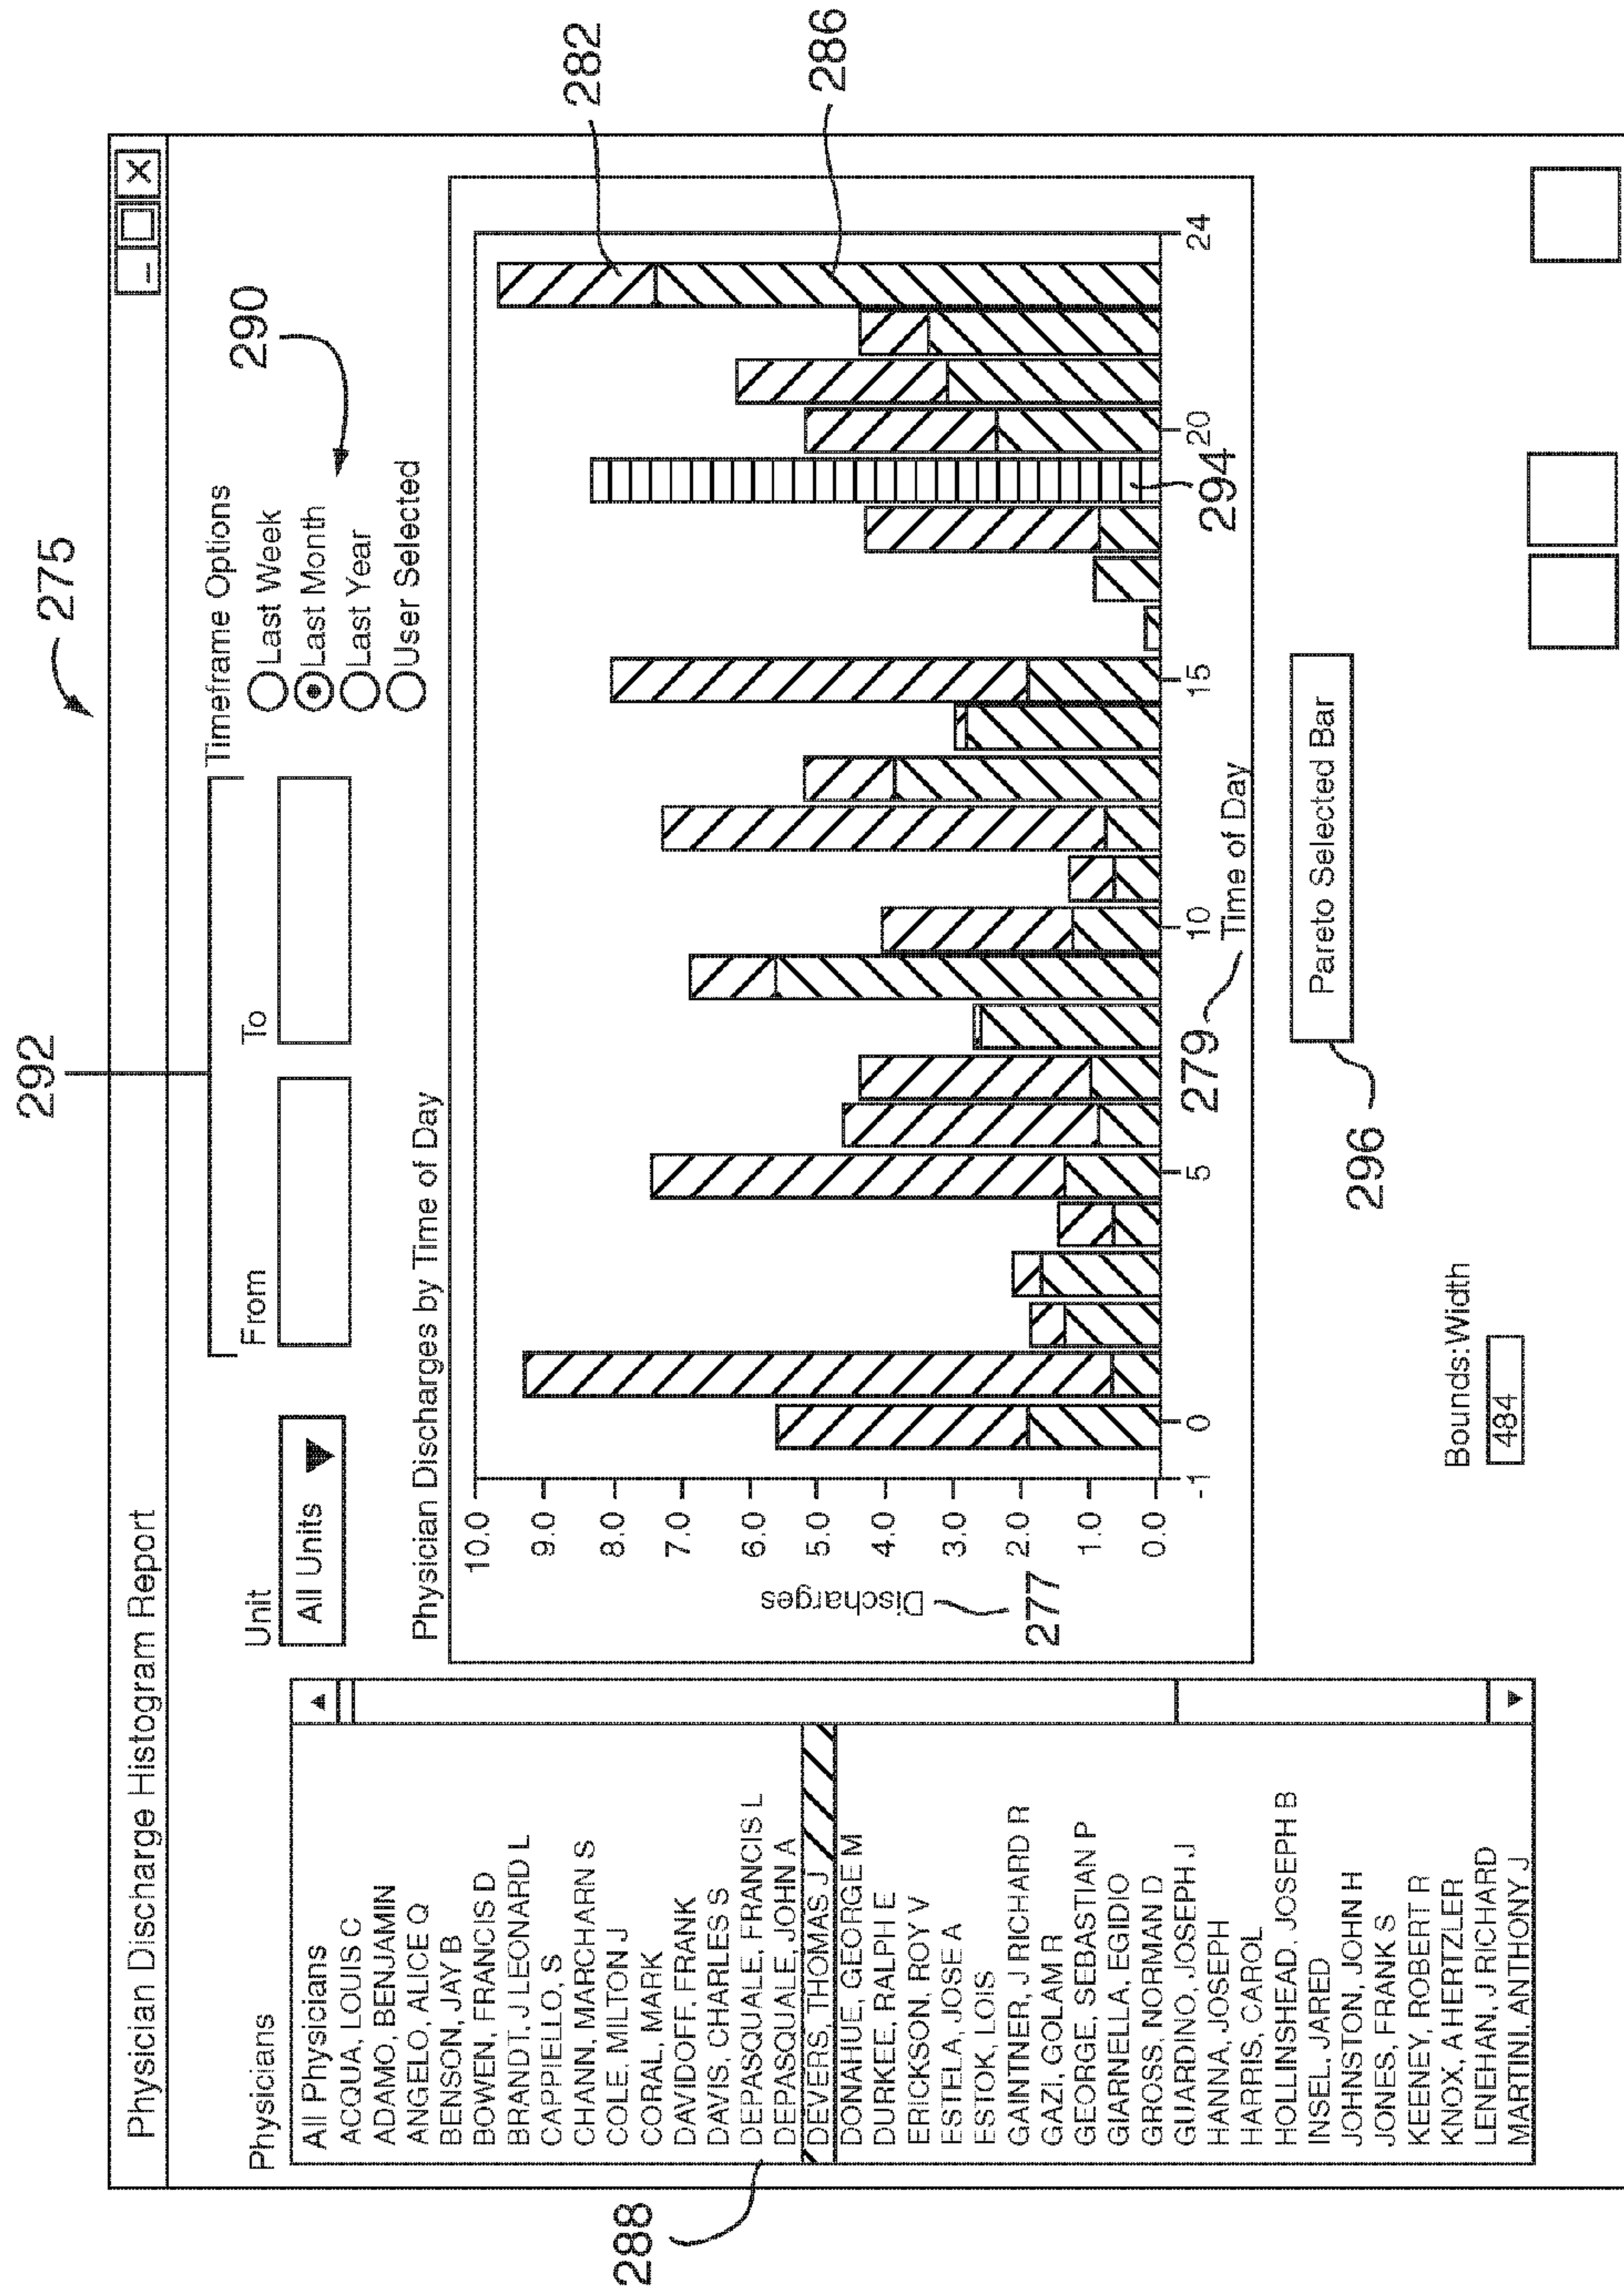 275
292
Physician Discharge Histogram Report
_ X
Physicians
All Physicians
ACQUA, LOUIS C
ADAMO, BENJAMIN
ANGELO, ALICE Q
BENSON, JAY B
BOWEN, FRANCIS D
BRANDT, J LEONARD L
CAPPIELLO, S
CHANN, MARCHARN S
COLE, MILTON J
CORAL, MARK
DAVIDOFF, FRANK
DAVIS, CHARLES S
DEPASQUALE, FRANCIS L
DEPASQUALE, JOHN A
DEVERS, THOMAS J
DONAHUE, GEORGE M
DURKEE, RALPH E
ERICKSON, ROY V
ESTELA, JOSE A
ESTOK, LOIS
GAINTNER, J RICHARD R
GAZI, GOLAM R
GEORGE, SEBASTIAN P
GIARNELLA, EGIDIO
GROSS, NORMAN D
GUARDINO, JOSEPH J
HANNA, JOSEPH
HARRIS, CAROL
HOLLINSHEAD, JOSEPH B
INSEL, JARED
JOHNSTON, JOHN H
JONES, FRANK S
KEENEY, ROBERT R
KNOX, A HERTZLER
LENEHAN, J RICHARD
MARTINI, ANTHONY J
288
Unit
All Units
From
To
Timeframe Options
Last Week
Last Month
Last Year
User Selected
290
Physician Discharges by Time of Day
282
286
10.0
9.0
8.0
7.0
6.0
5.0
4.0
3.0
2.0
1.0
0.0
Discharges
277
-1
0
5
10
15
20
24
294
279
Time of Day
Pareto Selected Bar
296
Bounds:Width
484